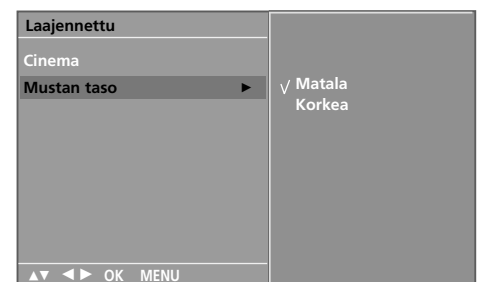 Laajennettu
Cinema
Mustan taso ►
√ Matala
Korkea
▲▼ ◄► OK MENU